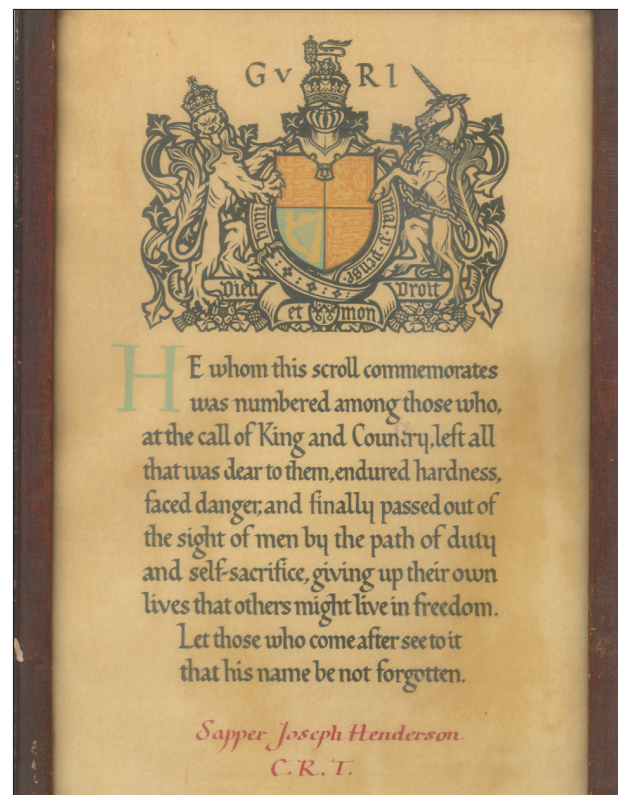 GV RI
Honi
mal·y·pense
Dieu
Droit
et mon
HE whom this scroll commemorates
was numbered among those who,
at the call of King and Country, left all
that was dear to them, endured hardness,
faced danger, and finally passed out of
the sight of men by the path of duty
and self-sacrifice, giving up their own
lives that others might live in freedom.
Let those who come after see to it
that his name be not forgotten.
Sapper Joseph Henderson
C.R.T.